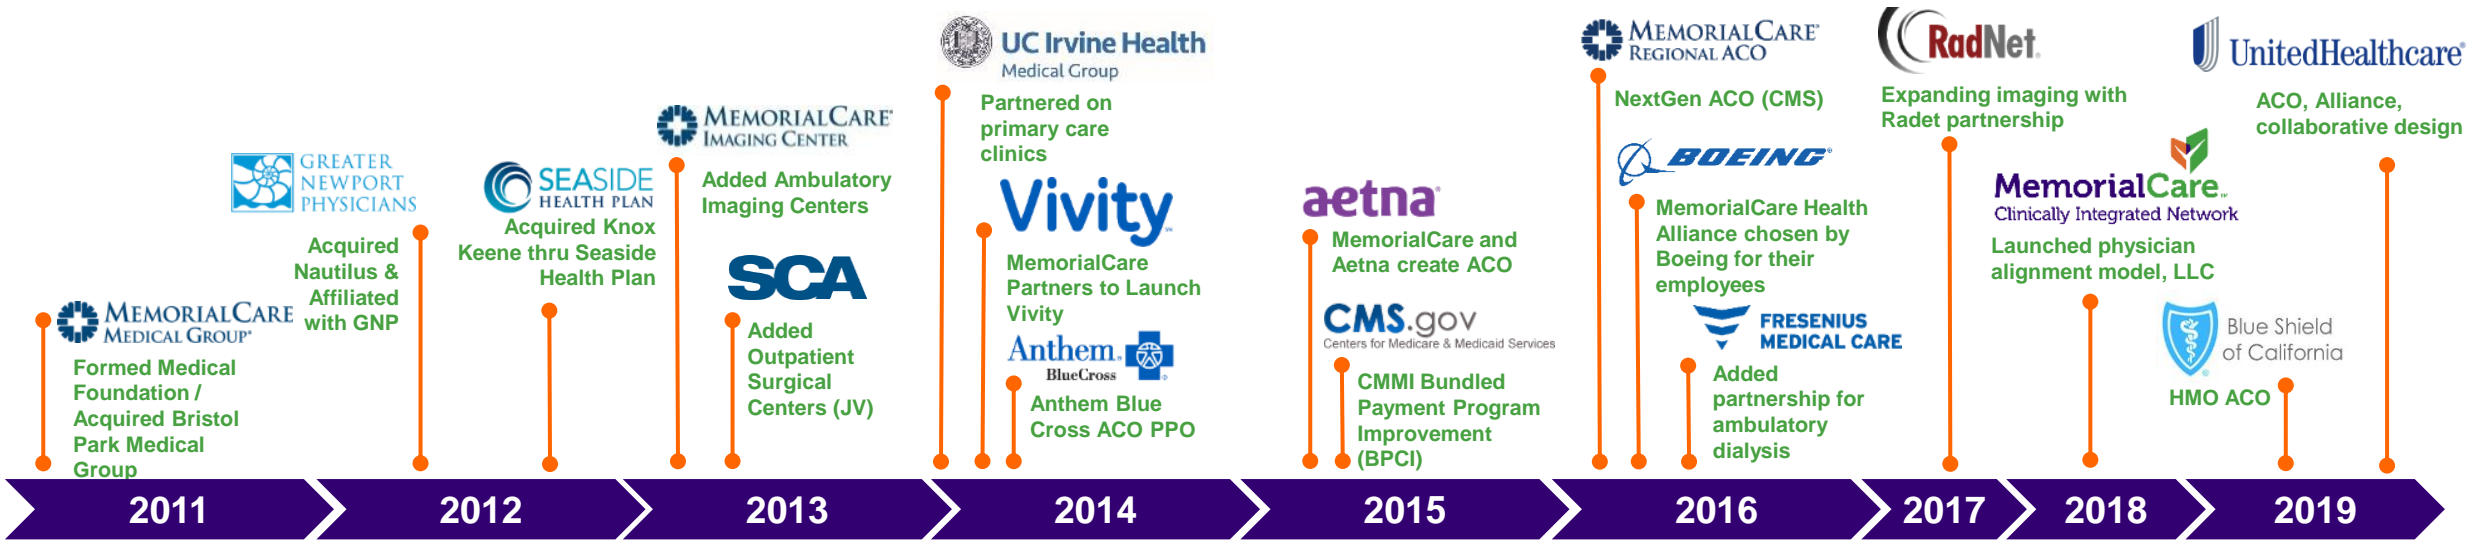 MEMORIALCARE
MEDICAL GROUP
Formed Medical
Foundation /
Acquired Bristol
Park Medical
Group
GREATER
NEWPORT
PHYSICIANS
Acquired
Nautilus &
Affiliated
with GNP
SEASIDE
HEALTH PLAN
Acquired Knox
Keene thru Seaside
Health Plan
MEMORIALCARE
IMAGING CENTER
Added Ambulatory
Imaging Centers
SCA
Added
Outpatient
Surgical
Centers (JV)
UC Irvine Health
Medical Group
Partnered on
primary care
clinics
Vivity
MemorialCare
Partners to Launch
Vivity
Anthem.
BlueCross
Anthem Blue
Cross ACO PPO
aetna
MemorialCare and
Aetna create ACO
CMS.gov
Centers for Medicare & Medicaid Services
CMMI Bundled
Payment Program
Improvement
(BPCI)
MEMORIALCARE
REGIONAL ACO
NextGen ACO (CMS)
BOEING
MemorialCare Health
Alliance chosen by
Boeing for their
employees
FRESENIUS
MEDICAL CARE
Added
partnership for
ambulatory
dialysis
RadNet
Expanding imaging with
Radet partnership
MemorialCare
Clinically Integrated Network
Launched physician
alignment model, LLC
UnitedHealthcare
ACO, Alliance,
collaborative design
Blue Shield
of California
HMO ACO
2011
2012
2013
2014
2015
2016
2017
2018
2019